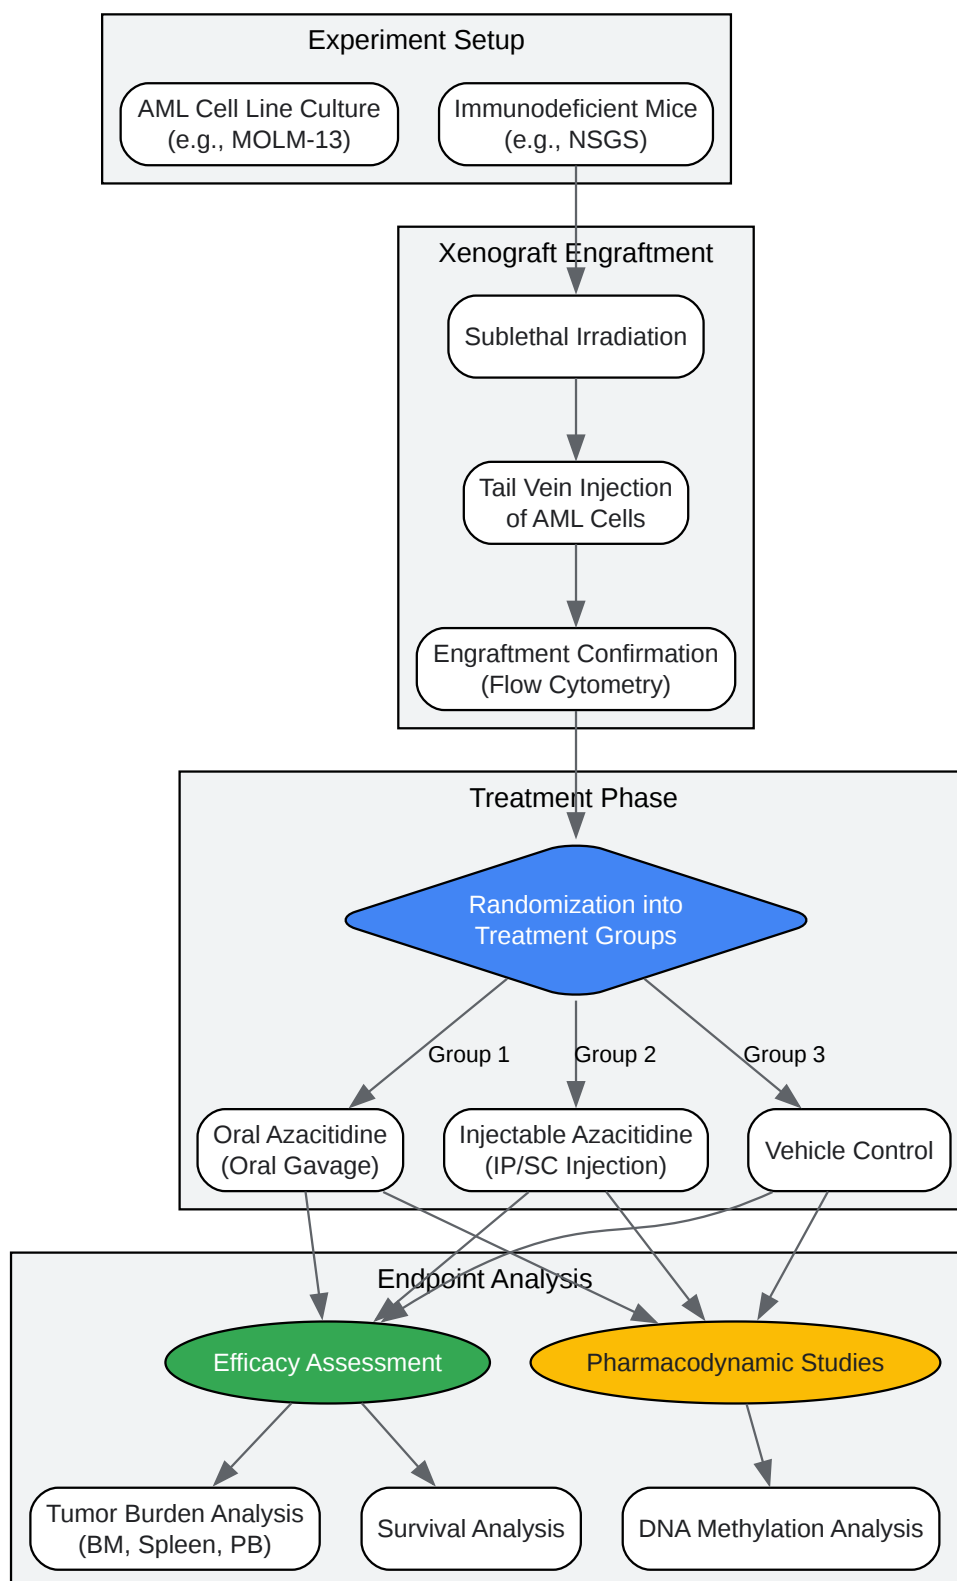 Experiment Setup
AML Cell Line Culture
(e.g., MOLM-13)
Immunodeficient Mice
(e.g., NSGS)
Xenograft Engraftment
Sublethal Irradiation
Tail Vein Injection
of AML Cells
Engraftment Confirmation
(Flow Cytometry)
Treatment Phase
Randomization into
Treatment Groups
Group 1
Group 2
Group 3
Oral Azacitidine
(Oral Gavage)
Injectable Azacitidine
(IP/SC Injection)
Vehicle Control
Endpoint Analysis
Efficacy Assessment
Pharmacodynamic Studies
Tumor Burden Analysis
(BM, Spleen, PB)
Survival Analysis
DNA Methylation Analysis